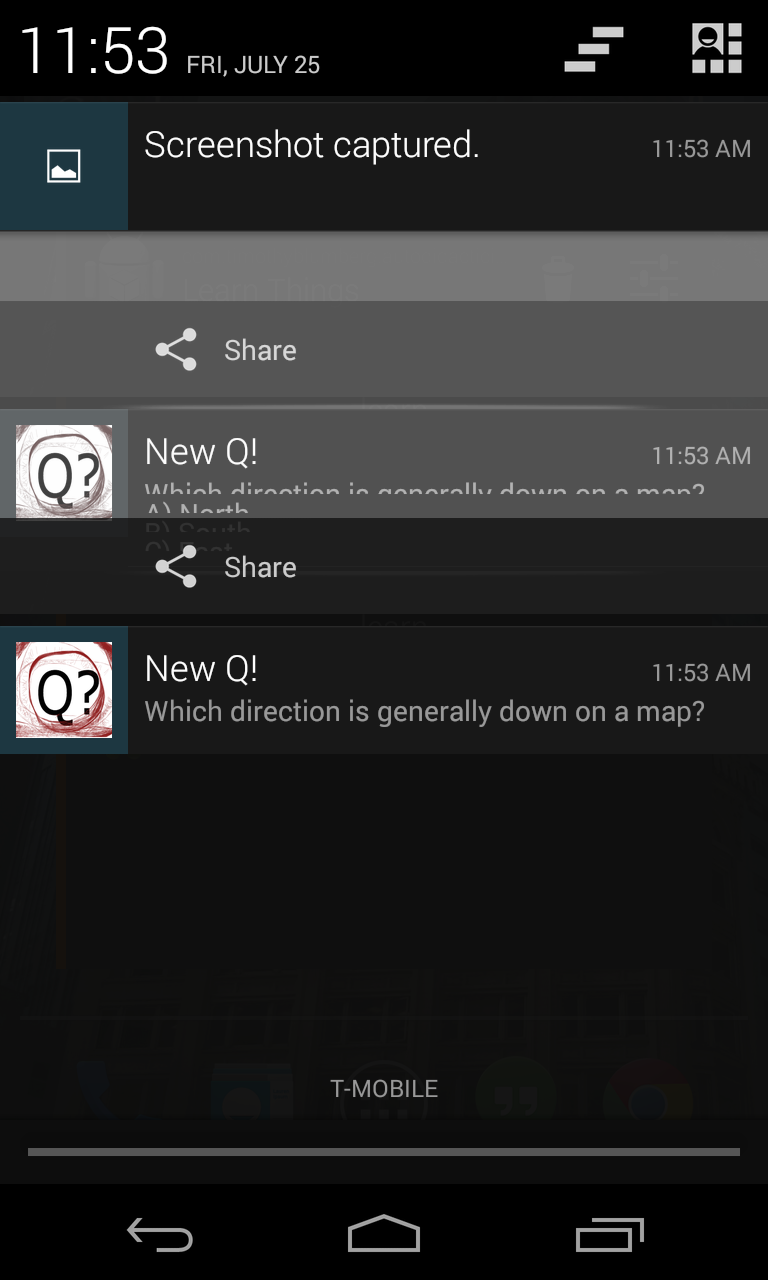 11:53 FRI, JULY 25
Screenshot captured. 11:53 AM
Learn Things
Share
Q? New Q! 11:53 AM
Which direction is generally down on a map?
A) North
B) South
C) East
Share
Q? New Q! 11:53 AM
Which direction is generally down on a map?
T-MOBILE